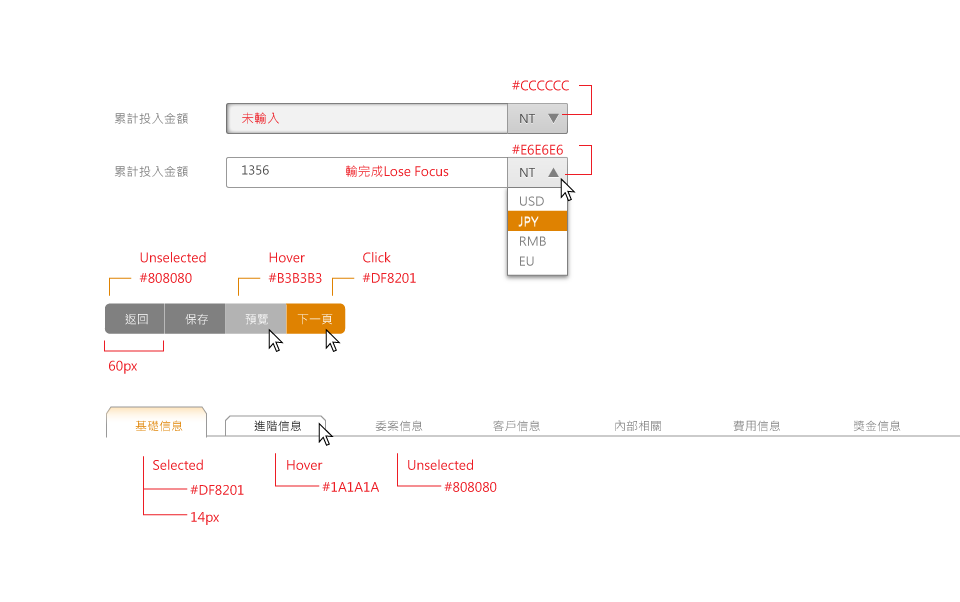 #CCCCCC
累計投入金額 未輸入 NT
#E6E6E6
累計投入金額 1356 輸完成Lose Focus NT
USD
JPY
RMB
EU
Unselected Hover Click
#808080 #B3B3B3 #DF8201
返回 保存 預覽 下一頁
60px
基礎信息 進階信息 委案信息 客戶信息 內部相關 費用信息 獎金信息
Selected Hover Unselected
#DF8201 #1A1A1A #808080
14px